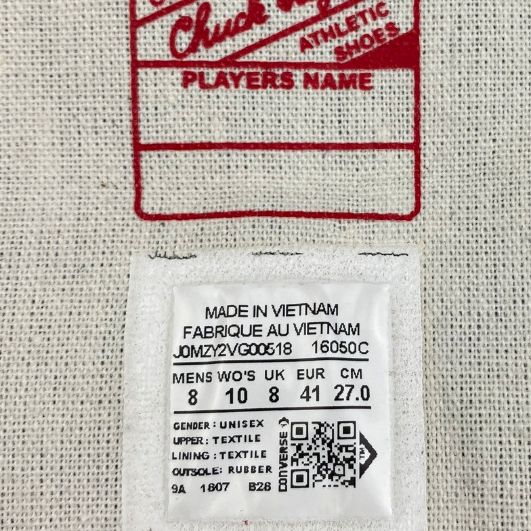 Chuck
ATHLETIC
SHOES
PLAYERS NAME
MADE IN VIETNAM
FABRIQUE AU VIETNAM
J0MZY2VG00518 16050C
MENS WO'S UK EUR CM
8 10 8 41 27.0
GENDER: UNISEX
UPPER: TEXTILE
LINING: TEXTILE
OUTSOLE: RUBBER
9A 1807 B28
CONVERSE
TM